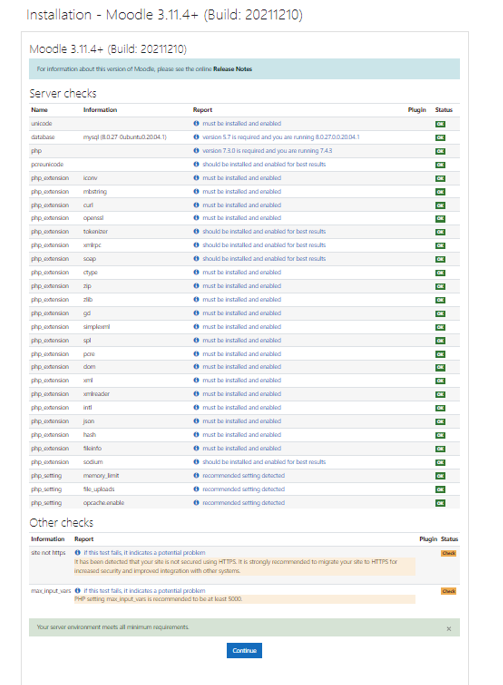 Installation - Moodle 3.11.4+ (Build: 20211210)
Moodle 3.11.4+ (Build: 20211210)
For information about this version of Moodle, please see the online Release Notes
Server checks
Name Information Report Plugin Status
unicode must be installed and enabled OK
database mysql (8.0.27-0ubuntu0.20.04.1) version 5.7 is required and you are running 8.0.27.0.0.20.04.1 OK
php version 7.3.0 is required and you are running 7.4.3 OK
pcreunicode should be installed and enabled for best results OK
php_extension iconv must be installed and enabled OK
php_extension mbstring must be installed and enabled OK
php_extension curl must be installed and enabled OK
php_extension openssl must be installed and enabled OK
php_extension tokenizer should be installed and enabled for best results OK
php_extension xmlrpc should be installed and enabled for best results OK
php_extension soap should be installed and enabled for best results OK
php_extension ctype must be installed and enabled OK
php_extension zip must be installed and enabled OK
php_extension zlib must be installed and enabled OK
php_extension gd must be installed and enabled OK
php_extension simplexml must be installed and enabled OK
php_extension spl must be installed and enabled OK
php_extension pcre must be installed and enabled OK
php_extension dom must be installed and enabled OK
php_extension xml must be installed and enabled OK
php_extension xmlreader must be installed and enabled OK
php_extension intl must be installed and enabled OK
php_extension json must be installed and enabled OK
php_extension hash must be installed and enabled OK
php_extension fileinfo must be installed and enabled OK
php_extension sodium should be installed and enabled for best results OK
php_setting memory_limit recommended setting detected OK
php_setting file_uploads recommended setting detected OK
php_setting opcache.enable recommended setting detected OK
Other checks
Information Report Plugin Status
site not https if this test fails, it indicates a potential problem Check
It has been detected that your site is not secured using HTTPS. It is strongly recommended to migrate your site to HTTPS for
increased security and improved integration with other systems.
max_input_vars if this test fails, it indicates a potential problem Check
PHP setting max_input_vars is recommended to be at least 5000.
Your server environment meets all minimum requirements. ×
Continue